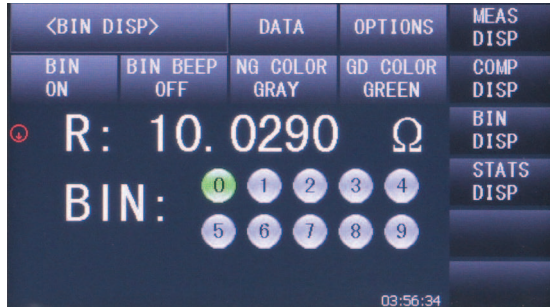 <BIN DISP> DATA OPTIONS MEAS DISP
BIN ON BIN BEEP OFF NG COLOR GRAY GD COLOR GREEN COMP DISP
R: 10.0290 Ω BIN DISP
BIN: 0 1 2 3 4 STATS DISP
5 6 7 8 9
03:56:34